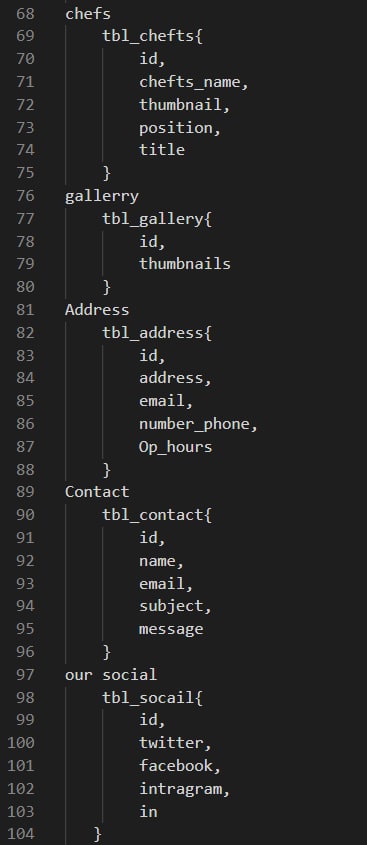 68 chefs
69 tbl_chefts{
70 id,
71 chefts_name,
72 thumbnail,
73 position,
74 title
75 }
76 gallerry
77 tbl_gallery{
78 id,
79 thumbnails
80 }
81 Address
82 tbl_address{
83 id,
84 address,
85 email,
86 number_phone,
87 Op_hours
88 }
89 Contact
90 tbl_contact{
91 id,
92 name,
93 email,
94 subject,
95 message
96 }
97 our social
98 tbl_socail{
99 id,
100 twitter,
101 facebook,
102 intragram,
103 in
104 }